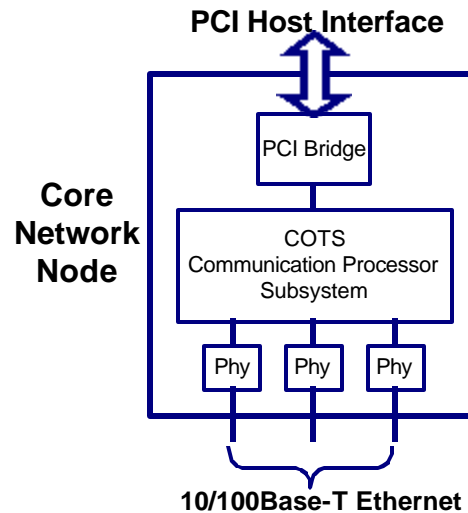 PCI Host Interface
PCI Bridge
Core
Network
Node
COTS
Communication Processor
Subsystem
Phy
Phy
Phy
10/100Base-T Ethernet